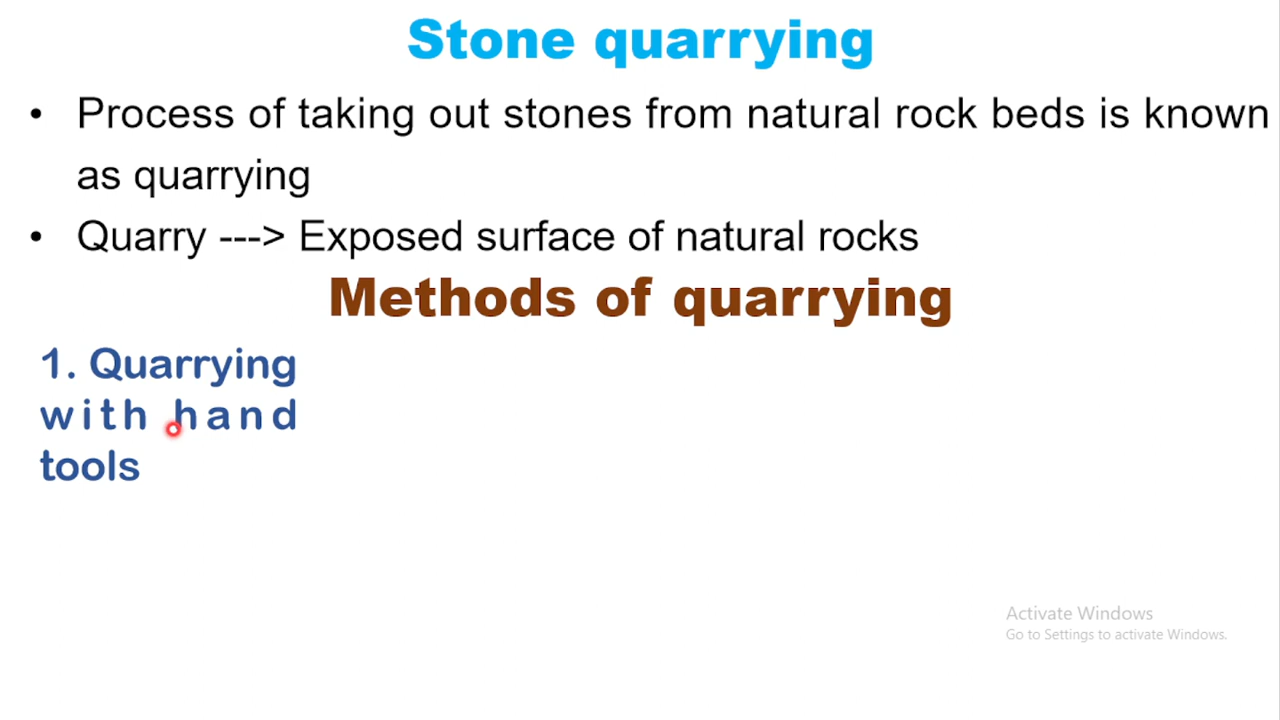 Stone quarrying
• Process of taking out stones from natural rock beds is known
as quarrying
• Quarry ---> Exposed surface of natural rocks
Methods of quarrying
1. Quarrying
with hand
tools
Activate Windows
Go to Settings to activate Windows.